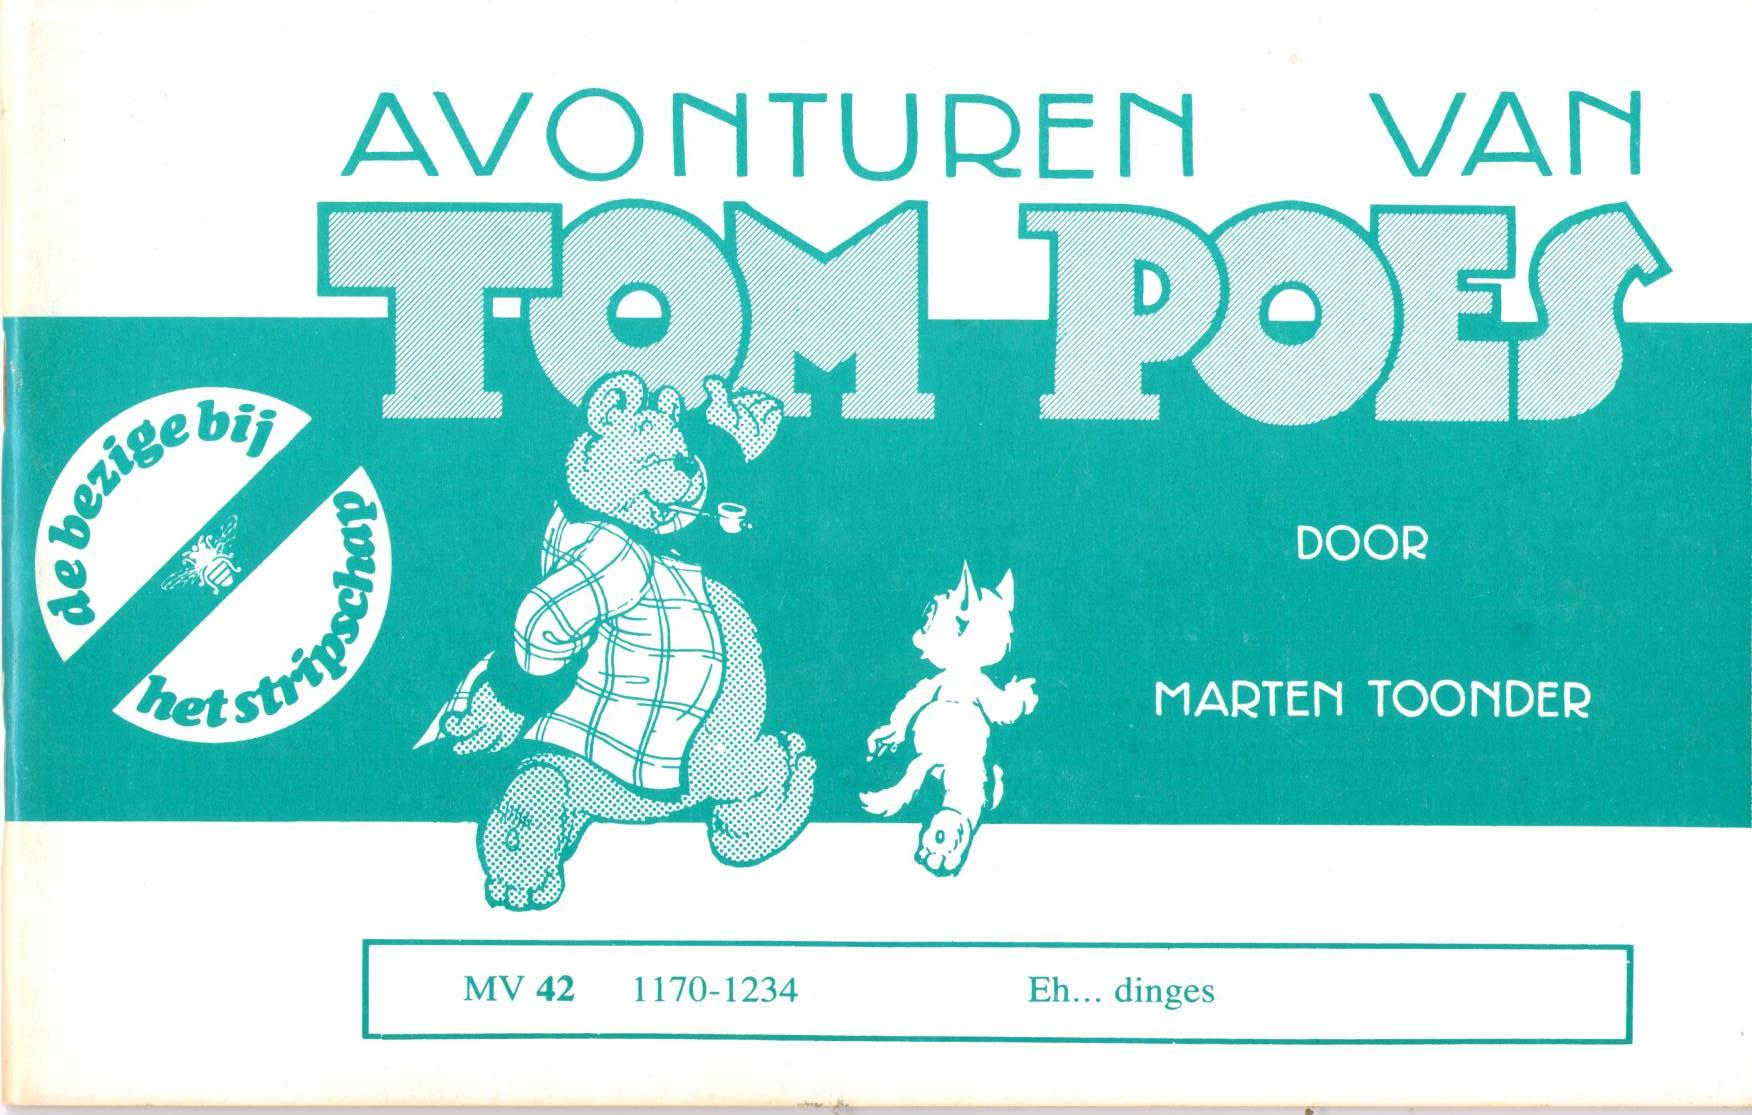 AVONTUREN VAN
TOM POES
de bezige bij
het stripschap
DOOR
MARTEN TOONDER
MV 42 1170-1234 Eh... dinges